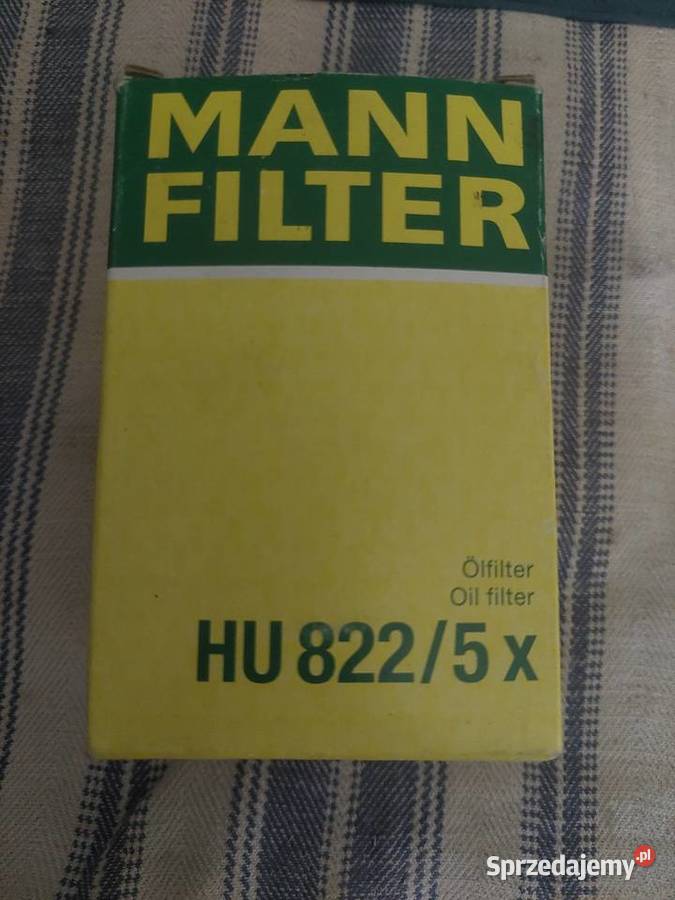 MANN
FILTER
Ölfilter
Oil filter
HU 822/5 x
Sprzedajemy.pl